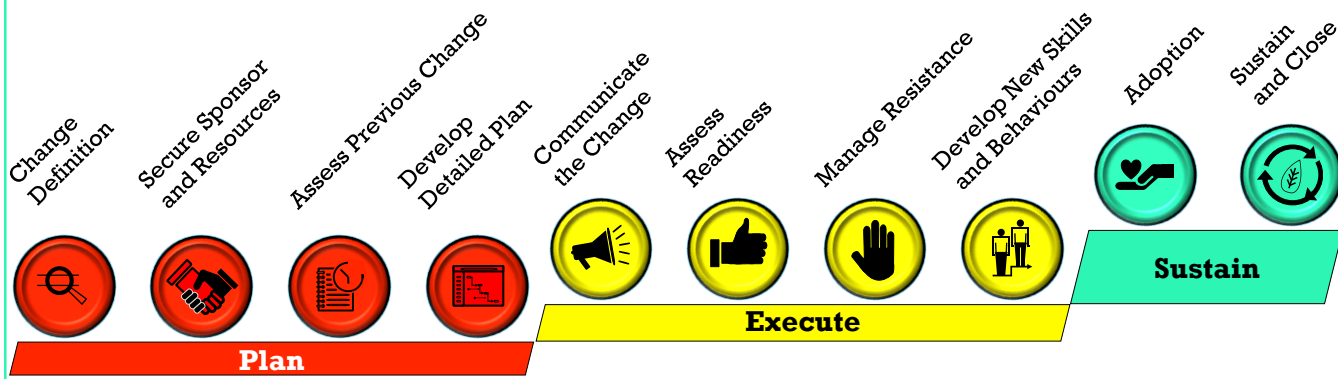 Change
Definition
Secure Sponsor
and Resources
Assess Previous Change
Develop
Detailed Plan
Communicate
the Change
Assess
Readiness
Manage Resistance
Develop New Skills
and Behaviours
Adoption
Sustain
and Close
Plan
Execute
Sustain